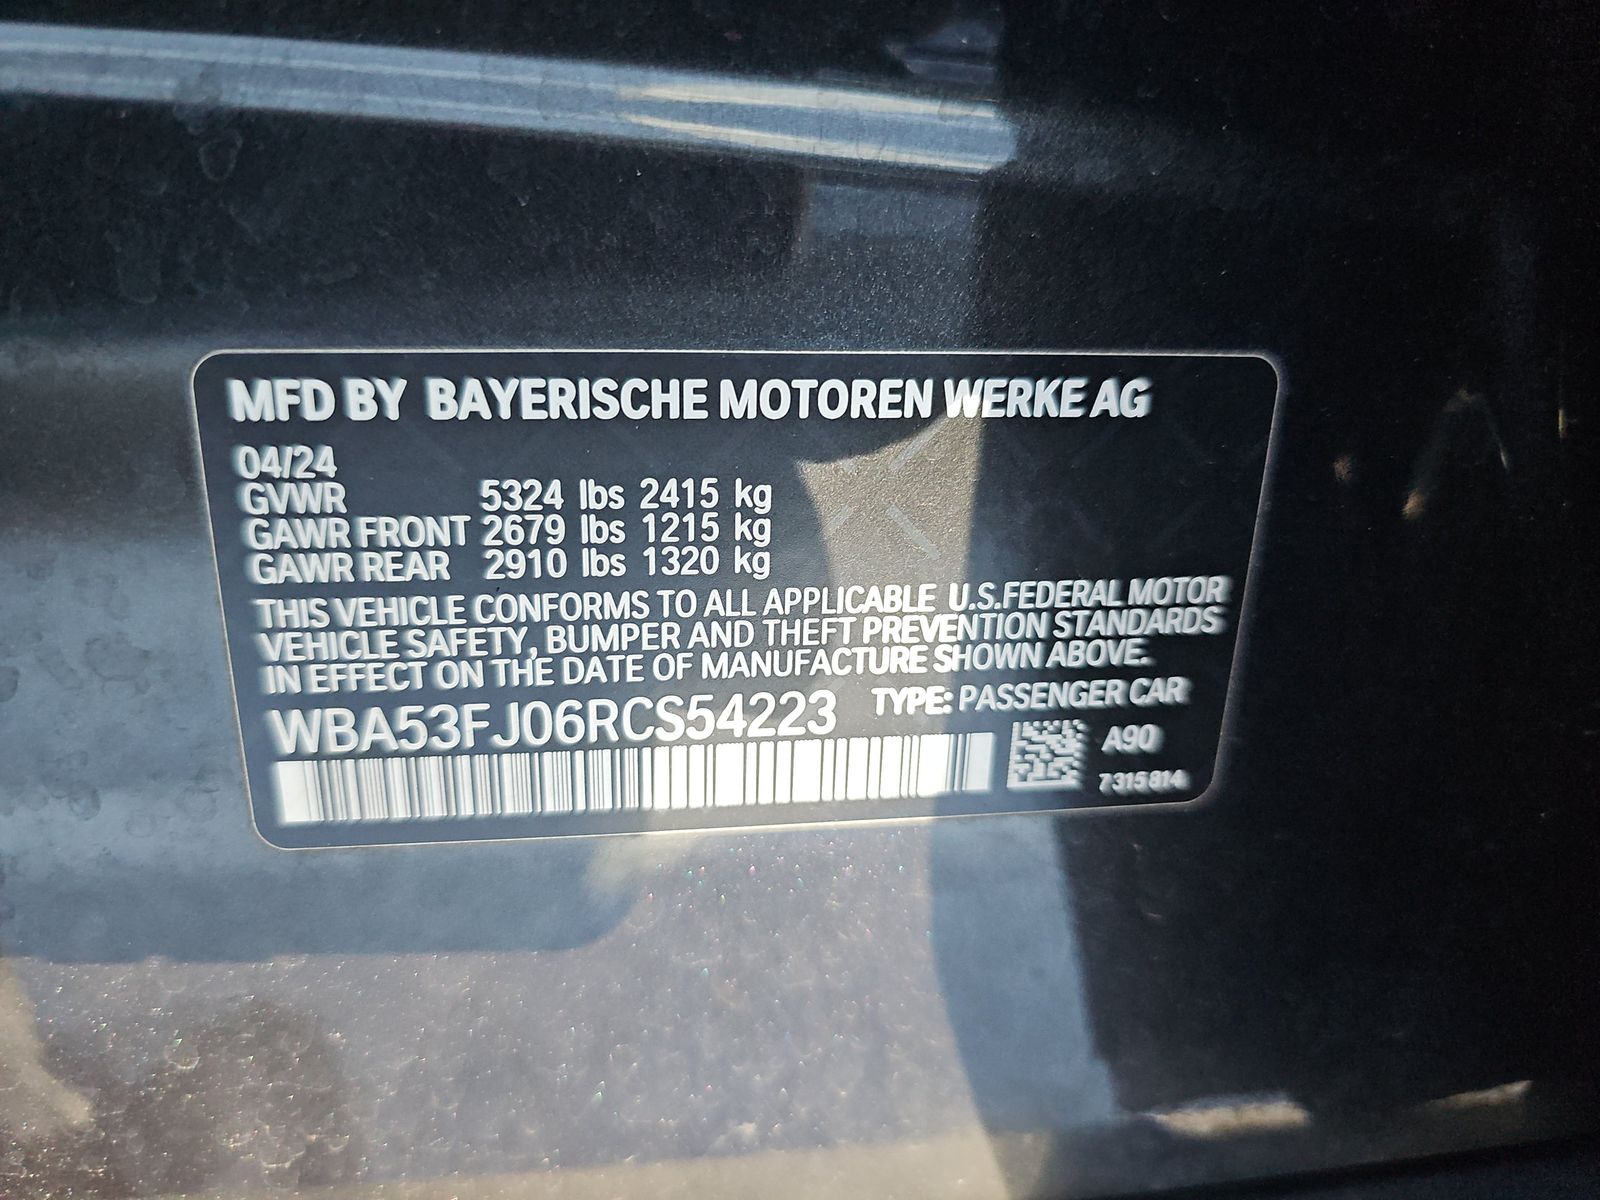 MFD BY BAYERISCHE MOTOREN WERKE AG
04/24
GVWR 5324 lbs 2415 kg
GAWR FRONT 2679 lbs 1215 kg
GAWR REAR 2910 lbs 1320 kg
THIS VEHICLE CONFORMS TO ALL APPLICABLE U.S.FEDERAL MOTOR
VEHICLE SAFETY, BUMPER AND THEFT PREVENTION STANDARDS
IN EFFECT ON THE DATE OF MANUFACTURE SHOWN ABOVE.
WBA53FJ06RCS54223 TYPE: PASSENGER CAR
A90
7315814